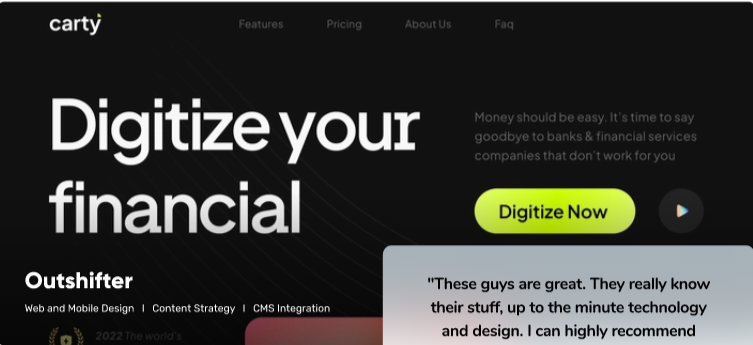 carty
Features Pricing About Us Faq
Digitize your
financial
Money should be easy. It's time to say
goodbye to banks & financial services
companies that don't work for you
Digitize Now
Outshifter
Web and Mobile Design I Content Strategy I CMS Integration
2022 The world's
"These guys are great. They really know
their stuff, up to the minute technology
and design. I can highly recommend